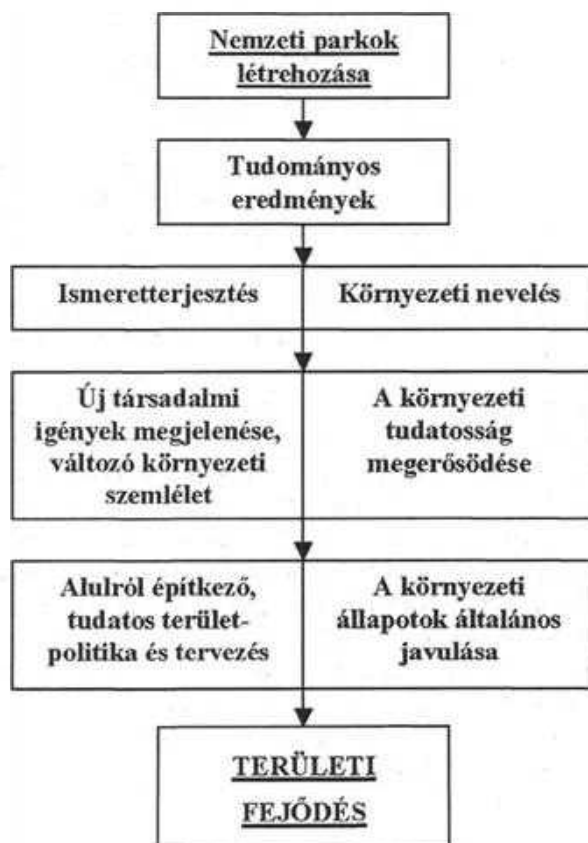 Nemzeti parkok
létrehozása
Tudományos
eredmények
Ismeretterjesztés
Környezeti nevelés
Új társadalmi
igények megjelenése,
változó környezeti
szemlélet
A környezeti
tudatosság
megerősödése
Alulról építkező,
tudatos terület-
politika és tervezés
A környezeti
állapotok általános
javulása
TERÜLETI
FEJŐDÉS